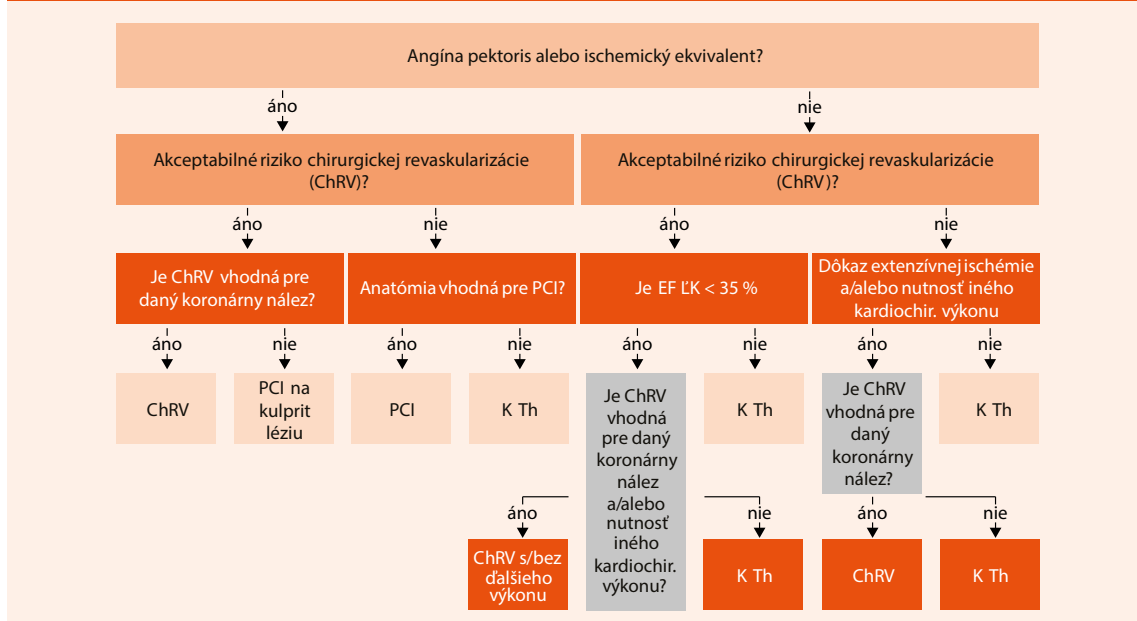 Angína pektoris alebo ischemický ekvivalent?
áno
nie
Akceptabilné riziko chirurgickej revaskularizácie
(ChRV)?
Akceptabilné riziko chirurgickej revaskularizácie
(ChRV)?
áno
nie
áno
nie
Je ChRV vhodná pre
daný koronárny nález?
Anatómia vhodná pre PCI?
Je EF ĽK < 35 %
Dôkaz extenzívnej ischémie
a/alebo nutnosť iného
kardiochir. výkonu
áno
nie
áno
nie
áno
nie
áno
nie
ChRV
PCI na
kulprit
léziu
PCI
K Th
Je ChRV
vhodná
pre daný
koronárny
nález
a/alebo
nutnosť
iného
kardiochir.
výkonu?
K Th
Je ChRV
vhodná pre
daný
koronárny
nález?
K Th
áno
nie
áno
nie
ChRV s/bez
ďalšieho
výkonu
K Th
ChRV
K Th